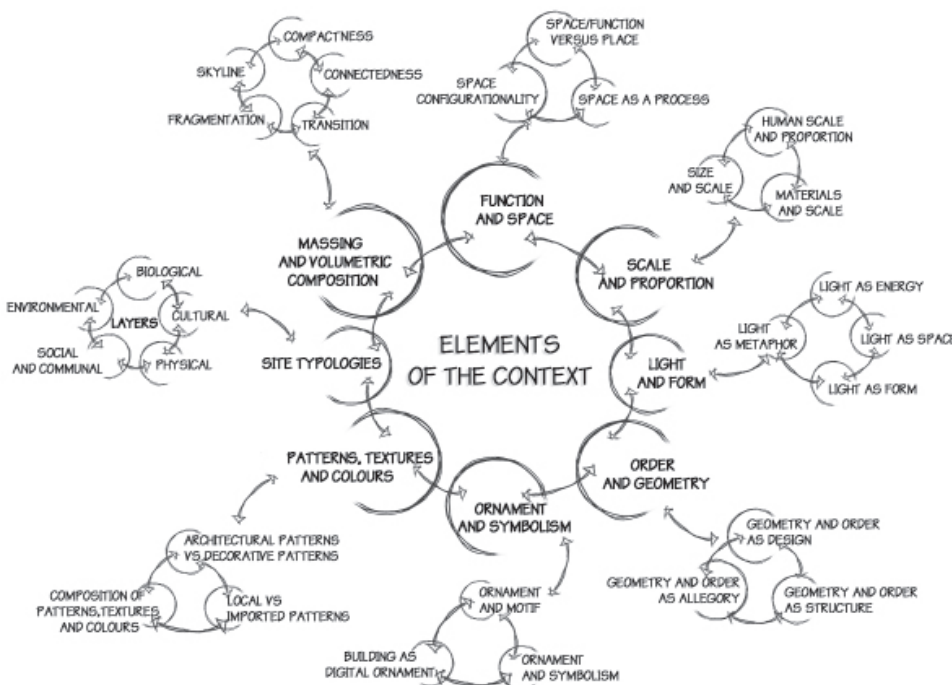 COMPACTNESS
SKYLINE
CONNECTEDNESS
FRAGMENTATION
TRANSITION
SPACE/FUNCTION
VERSUS PLACE
SPACE
CONFIGURATIONALITY
SPACE AS A PROCESS
HUMAN SCALE
AND PROPORTION
SIZE
AND SCALE
MATERIALS
AND SCALE
FUNCTION
AND SPACE
MASSING
AND VOLUMETRIC
COMPOSITION
SCALE
AND PROPORTION
BIOLOGICAL
ENVIRONMENTAL
LAYERS
CULTURAL
SOCIAL
AND COMMUNAL
PHYSICAL
SITE TYPOLOGIES
ELEMENTS
OF THE CONTEXT
LIGHT
AND FORM
LIGHT AS ENERGY
LIGHT
AS METAPHOR
LIGHT AS SPACE
LIGHT AS FORM
PATTERNS, TEXTURES
AND COLOURS
ORDER
AND GEOMETRY
ORNAMENT
AND SYMBOLISM
ARCHITECTURAL PATTERNS
VS DECORATIVE PATTERNS
COMPOSITION OF
PATTERNS, TEXTURES
AND COLOURS
LOCAL VS
IMPORTED PATTERNS
ORNAMENT
AND MOTIF
BUILDING AS
DIGITAL ORNAMENT
ORNAMENT
AND SYMBOLISM
GEOMETRY AND ORDER
AS DESIGN
GEOMETRY AND ORDER
AS ALLEGORY
GEOMETRY AND ORDER
AS STRUCTURE